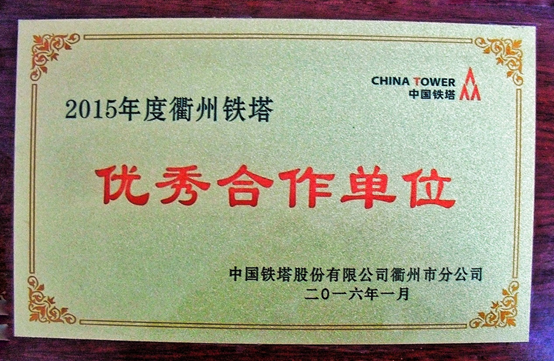 CHINA TOWER
中国铁塔
2015年度衢州铁塔
优秀合作单位
中国铁塔股份有限公司衢州市分公司
二0一六年一月